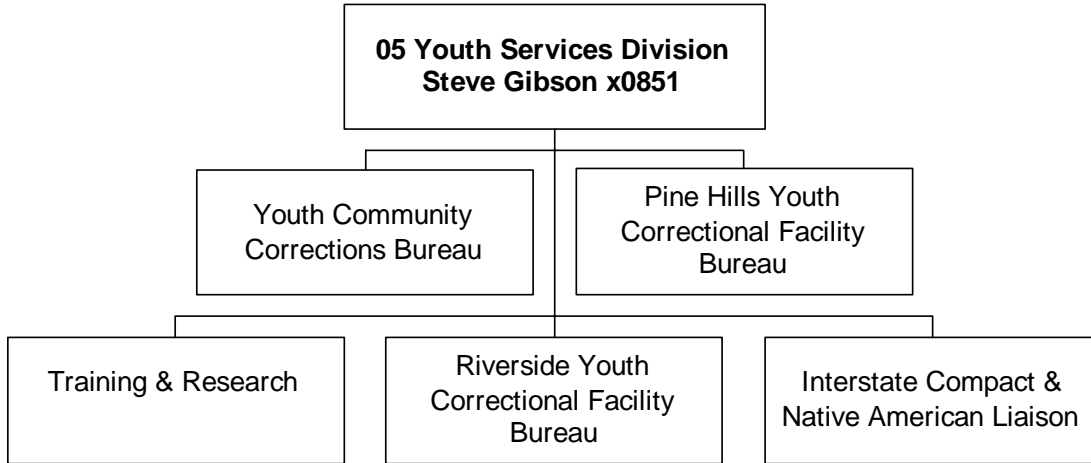 05 Youth Services Division
Steve Gibson x0851
Youth Community
Corrections Bureau
Pine Hills Youth
Correctional Facility
Bureau
Training & Research
Riverside Youth
Correctional Facility
Bureau
Interstate Compact &
Native American Liaison